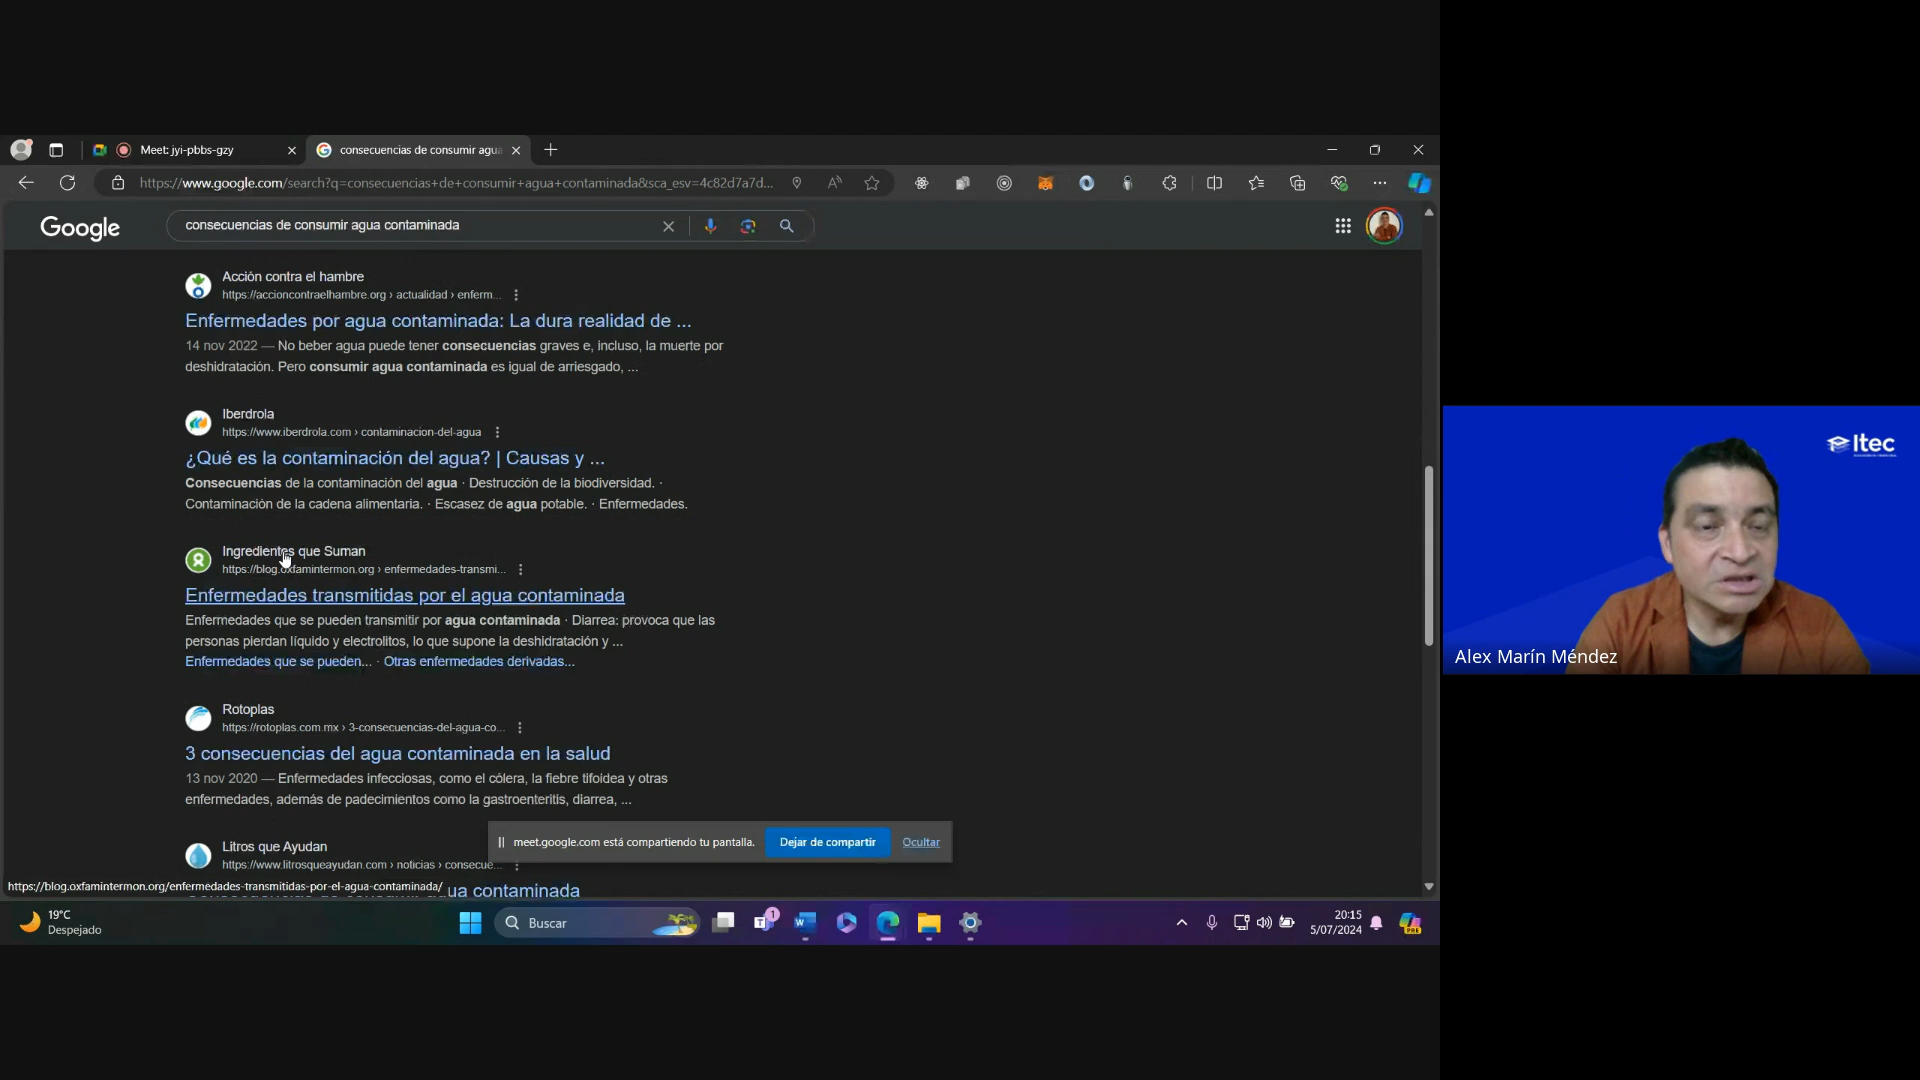 Meet: jyi-pbbs-gzy
consecuencias de consumir agua
https://www.google.com/search?q=consecuencias+de+consumir+agua+contaminada&sca_esv=4c82d7a7d...
Google
consecuencias de consumir agua contaminada
Acción contra el hambre
https://accioncontraelhambre.org › actualidad › enferm...
Enfermedades por agua contaminada: La dura realidad de ...
14 nov 2022 — No beber agua puede tener consecuencias graves e, incluso, la muerte por
deshidratación. Pero consumir agua contaminada es igual de arriesgado, ...
Iberdrola
https://www.iberdrola.com › contaminacion-del-agua
¿Qué es la contaminación del agua? | Causas y ...
Consecuencias de la contaminación del agua · Destrucción de la biodiversidad. ·
Contaminación de la cadena alimentaria. · Escasez de agua potable. · Enfermedades.
Ingredientes que Suman
https://blog.oxfamintermon.org › enfermedades-transmi...
Enfermedades transmitidas por el agua contaminada
Enfermedades que se pueden transmitir por agua contaminada · Diarrea: provoca que las
personas pierdan líquido y electrolitos, lo que supone la deshidratación y ...
Enfermedades que se pueden... · Otras enfermedades derivadas...
Rotoplas
https://rotoplas.com.mx › 3-consecuencias-del-agua-co...
3 consecuencias del agua contaminada en la salud
13 nov 2020 — Enfermedades infecciosas, como el cólera, la fiebre tifoidea y otras
enfermedades, además de padecimientos como la gastroenteritis, diarrea, ...
meet.google.com está compartiendo tu pantalla.
Dejar de compartir
Ocultar
Litros que Ayudan
https://www.litrosqueayudan.com › noticias › consecue...
https://blog.oxfamintermon.org/enfermedades-transmitidas-por-el-agua-contaminada/
ua contaminada
19°C
Despejado
Buscar
1
20:15
5/07/2024
PRE
Itec
Alex Marín Méndez